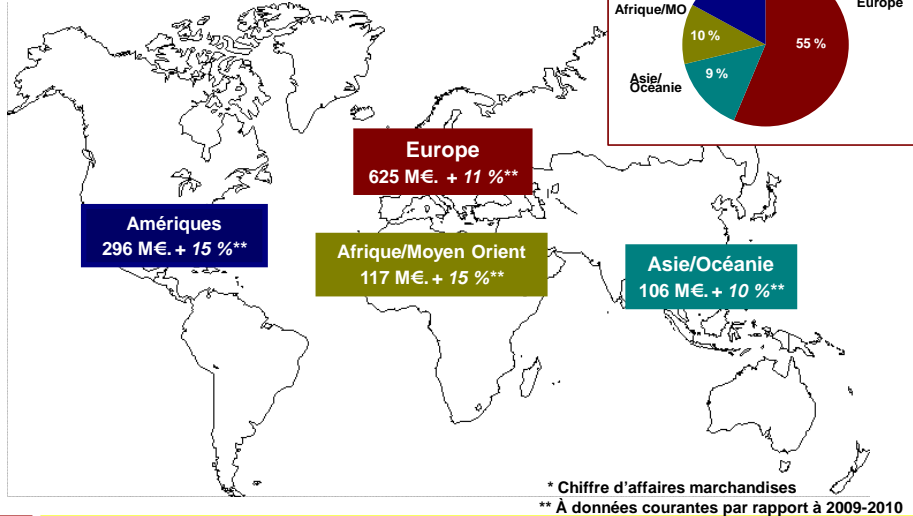 Afrique/MO
Europe
10 %
55 %
9 %
Asie/
Océanie
Europe
625 M€. + 11 %**
Amériques
296 M€. + 15 %**
Afrique/Moyen Orient
117 M€. + 15 %**
Asie/Océanie
106 M€. + 10 %**
* Chiffre d'affaires marchandises
** À données courantes par rapport à 2009-2010